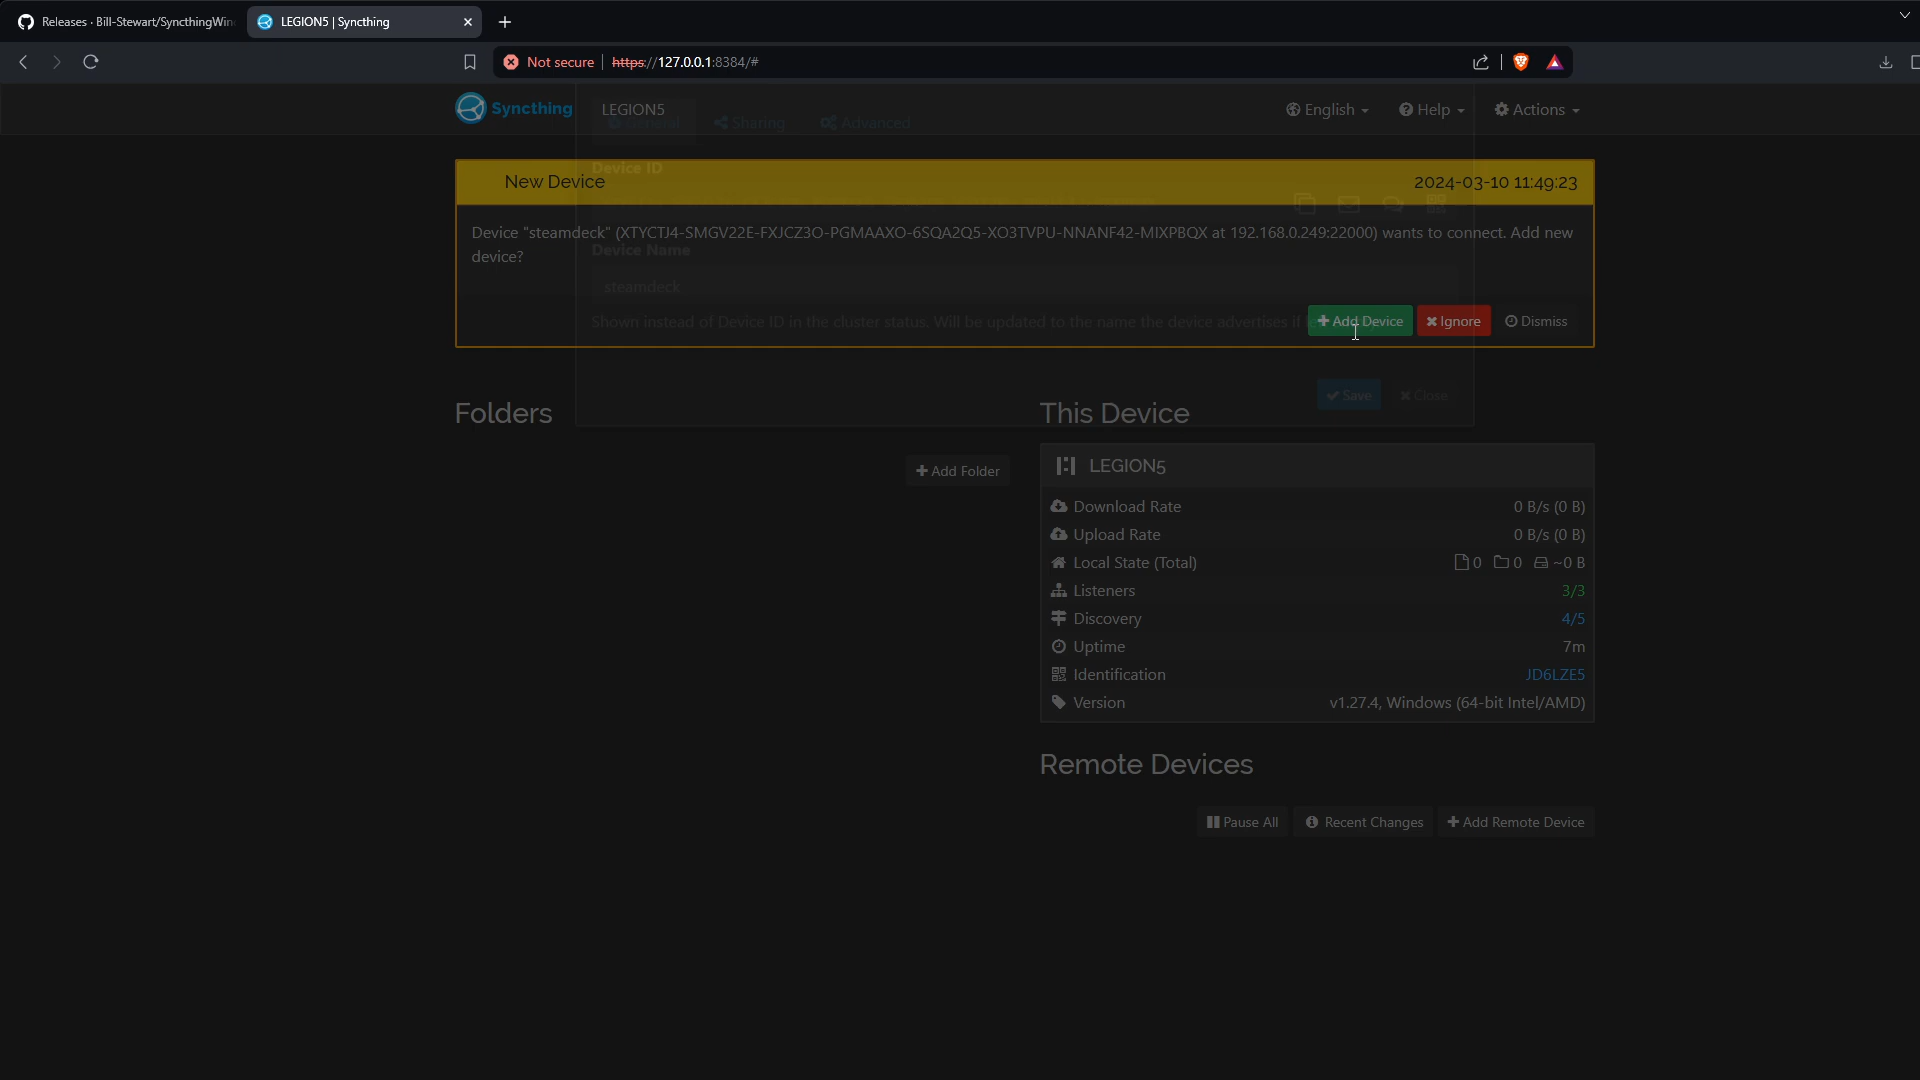 Releases · Bill-Stewart/SyncthingWin
LEGION5 | Syncthing
Not secure
https://127.0.0.1:8384/#
Syncthing
LEGION5
English
Help
Actions
General
Sharing
Advanced
Device ID
New Device
2024-03-10 11:49:23
Device "steamdeck" (XTYCTJ4-SMGV22E-FXJCZ3O-PGMAAXO-6SQA2Q5-XO3TVPU-NNANF42-MIXPBQX at 192.168.0.249:22000) wants to connect. Add new
device?
Device Name
steamdeck
Shown instead of Device ID in the cluster status. Will be updated to the name the device advertises if
Add Device
Ignore
Dismiss
Save
Close
Folders
This Device
Add Folder
LEGION5
Download Rate 0 B/s (0 B)
Upload Rate 0 B/s (0 B)
Local State (Total) 0 0 ~0 B
Listeners 3/3
Discovery 4/5
Uptime 7m
Identification JD6LZE5
Version v1.27.4, Windows (64-bit Intel/AMD)
Remote Devices
Pause All
Recent Changes
Add Remote Device